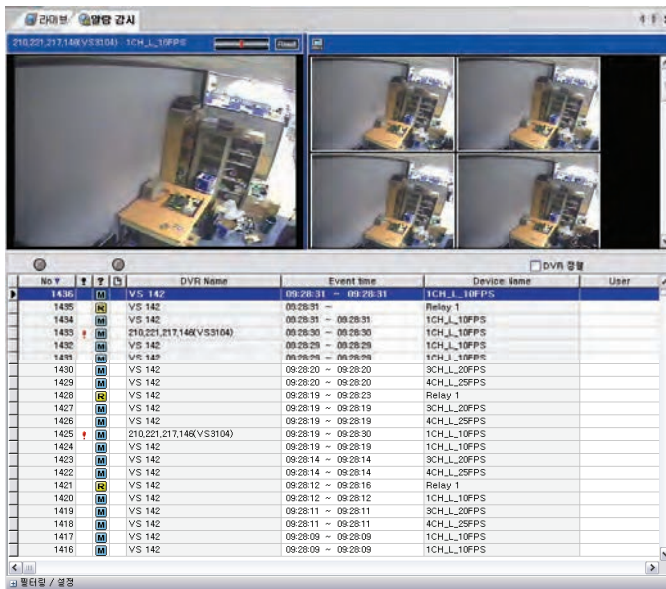 라이브 알람 감시
210,221,217,146(VS3104) 1CH_L_10FPS Reset
DVR 정렬
No ! ? DVR Name Event time Device Name User
1436 M VS 142 09:28:31 ~ 09:28:31 1CH_L_10FPS
1435 R VS 142 09:28:31 ~ Relay 1
1434 M VS 142 09:28:31 ~ 09:28:31 1CH_L_10FPS
1433 ! M 210,221,217,146(VS3104) 09:28:30 ~ 09:28:30 1CH_L_10FPS
1432 M VS 142 09:28:29 ~ 09:28:29 1CH_L_10FPS
1431 M VS 142 09:28:29 ~ 09:28:29 1CH_L_10FPS
1430 M VS 142 09:28:20 ~ 09:28:20 3CH_L_20FPS
1429 M VS 142 09:28:20 ~ 09:28:20 4CH_L_25FPS
1428 R VS 142 09:28:19 ~ 09:28:23 Relay 1
1427 M VS 142 09:28:19 ~ 09:28:19 3CH_L_20FPS
1426 M VS 142 09:28:19 ~ 09:28:19 4CH_L_25FPS
1425 ! M 210,221,217,146(VS3104) 09:28:19 ~ 09:28:30 1CH_L_10FPS
1424 M VS 142 09:28:19 ~ 09:28:19 1CH_L_10FPS
1423 M VS 142 09:28:14 ~ 09:28:14 3CH_L_20FPS
1422 M VS 142 09:28:14 ~ 09:28:14 4CH_L_25FPS
1421 R VS 142 09:28:12 ~ 09:28:16 Relay 1
1420 M VS 142 09:28:12 ~ 09:28:12 1CH_L_10FPS
1419 M VS 142 09:28:11 ~ 09:28:11 3CH_L_20FPS
1418 M VS 142 09:28:11 ~ 09:28:11 4CH_L_25FPS
1417 M VS 142 09:28:09 ~ 09:28:09 1CH_L_10FPS
1416 M VS 142 09:28:09 ~ 09:28:09 1CH_L_10FPS
필터링 / 설정